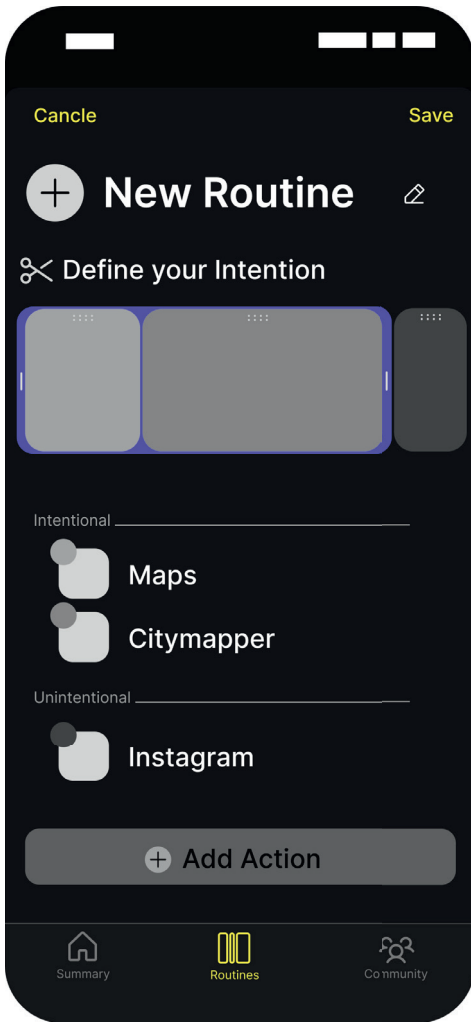 Cancle
Save
New Routine
Define your Intention
Intentional
Maps
Citymapper
Unintentional
Instagram
Add Action
Summary
Routines
Community